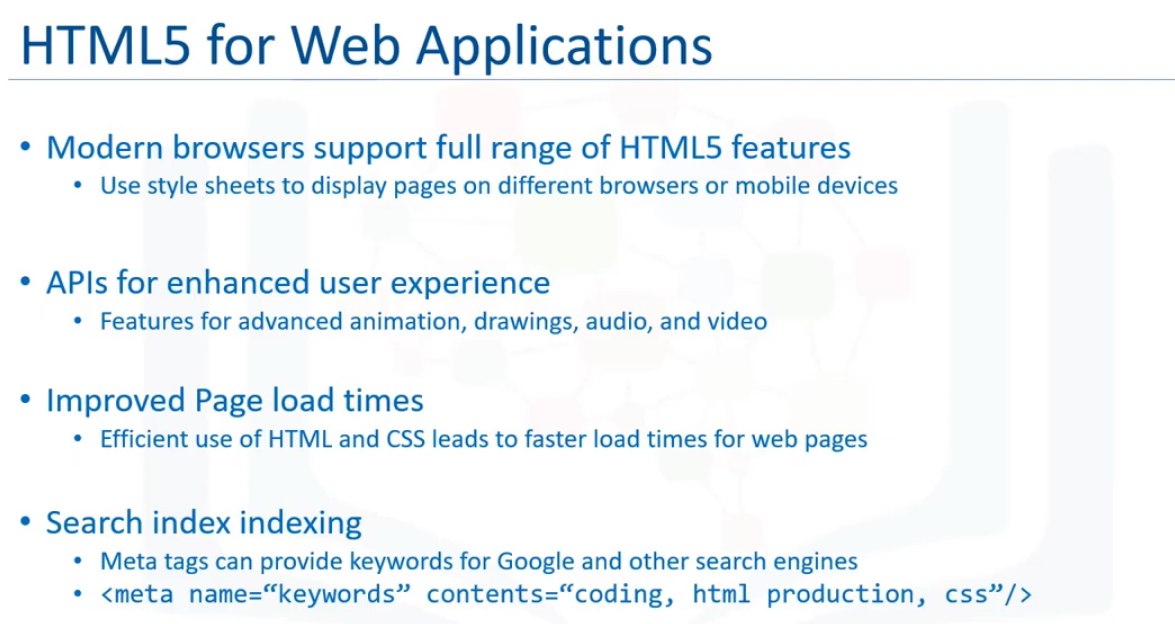 HTML5 for Web Applications
• Modern browsers support full range of HTML5 features
• Use style sheets to display pages on different browsers or mobile devices
• APIs for enhanced user experience
• Features for advanced animation, drawings, audio, and video
• Improved Page load times
• Efficient use of HTML and CSS leads to faster load times for web pages
• Search index indexing
• Meta tags can provide keywords for Google and other search engines
• <meta name=“keywords” contents=“coding, html production, css”/>